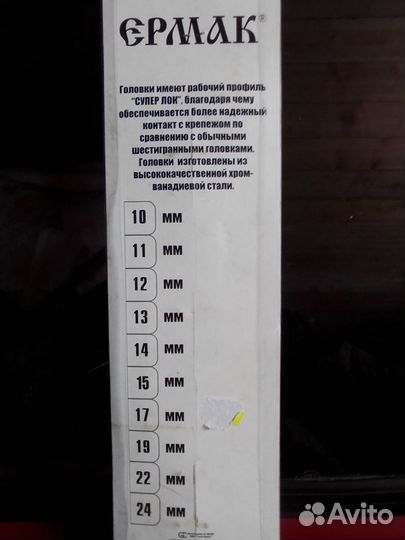 ЕРМАК®
Головки имеют рабочий профиль
"СУПЕР ЛОК", благодаря чему
обеспечивается более надежный
контакт с крепежом по
сравнению с обычными
шестигранными головками.
Головки изготовлены из
высококачественной хром-
ванадиевой стали.
10 мм
11 мм
12 мм
13 мм
14 мм
15 мм
17 мм
19 мм
22 мм
24 мм
Avito